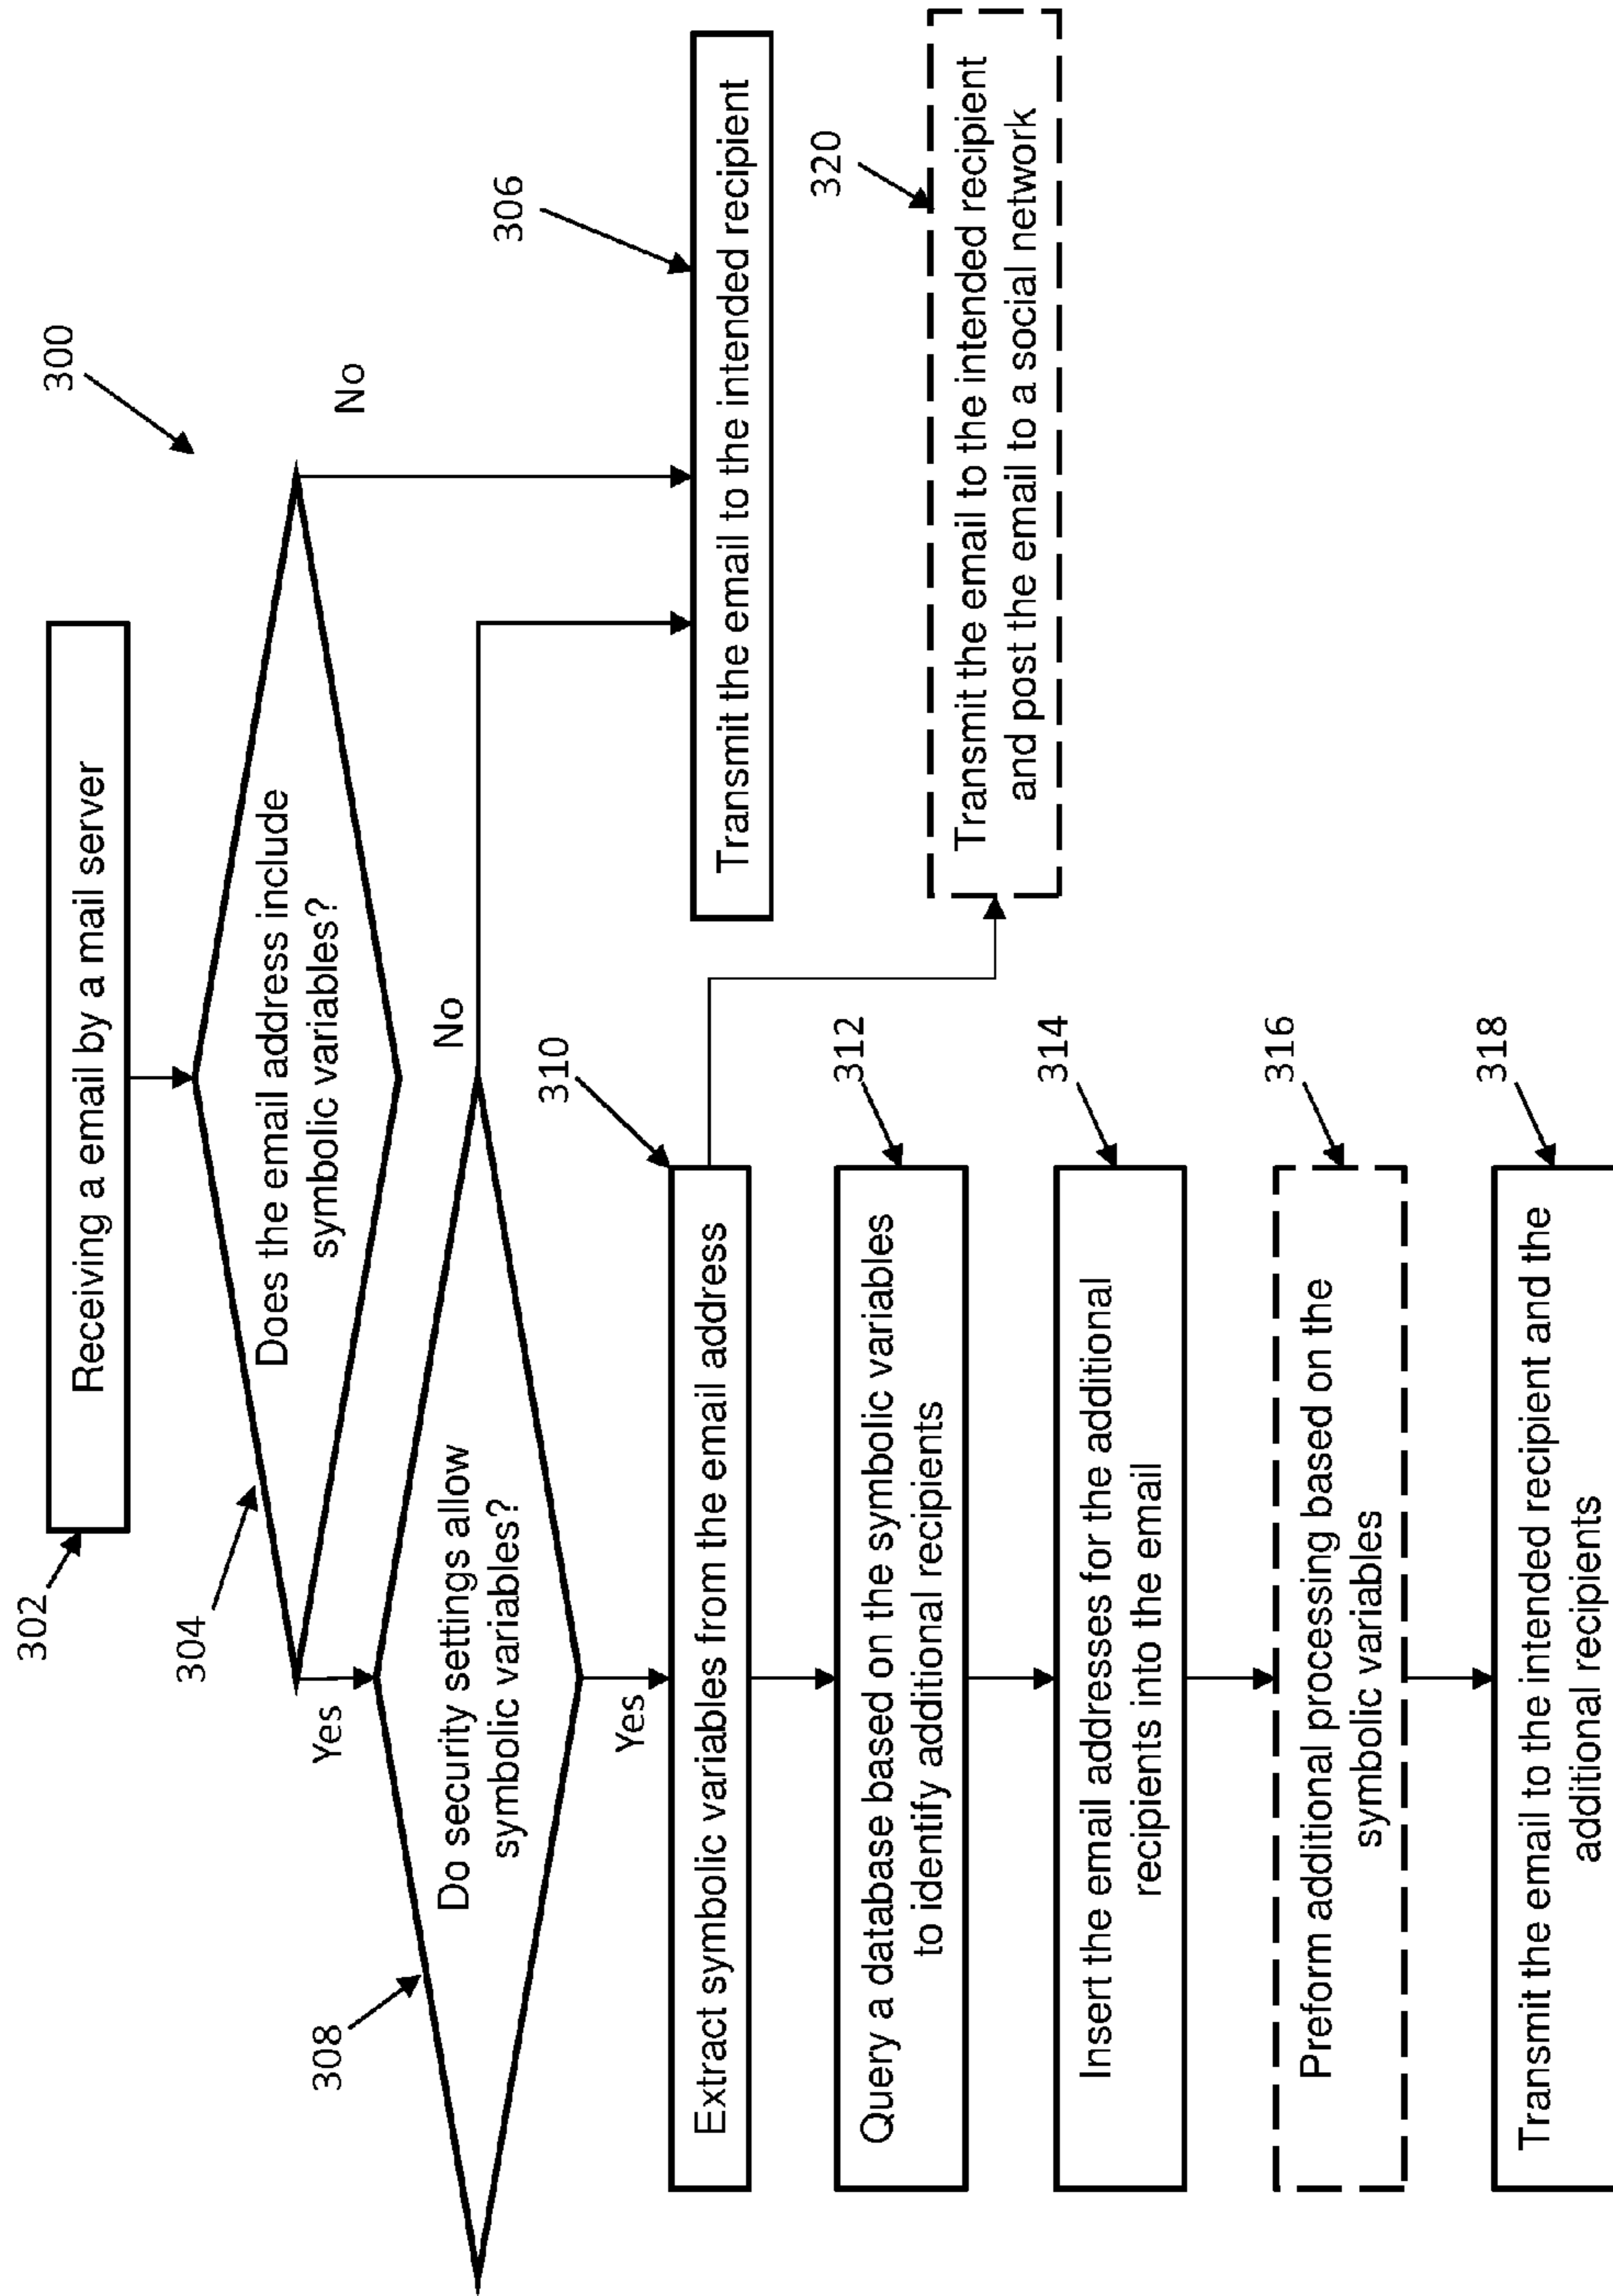 300
302
Receiving a email by a mail server
304
Does the email address include
symbolic variables?
No
Yes
308
Do security settings allow
symbolic variables?
No
Yes
306
Transmit the email to the intended recipient
310
Extract symbolic variables from the email address
320
Transmit the email to the intended recipient
and post the email to a social network
312
Query a database based on the symbolic variables
to identify additional recipients
314
Insert the email addresses for the additional
recipients into the email
316
Preform additional processing based on the
symbolic variables
318
Transmit the email to the intended recipient and the
additional recipients